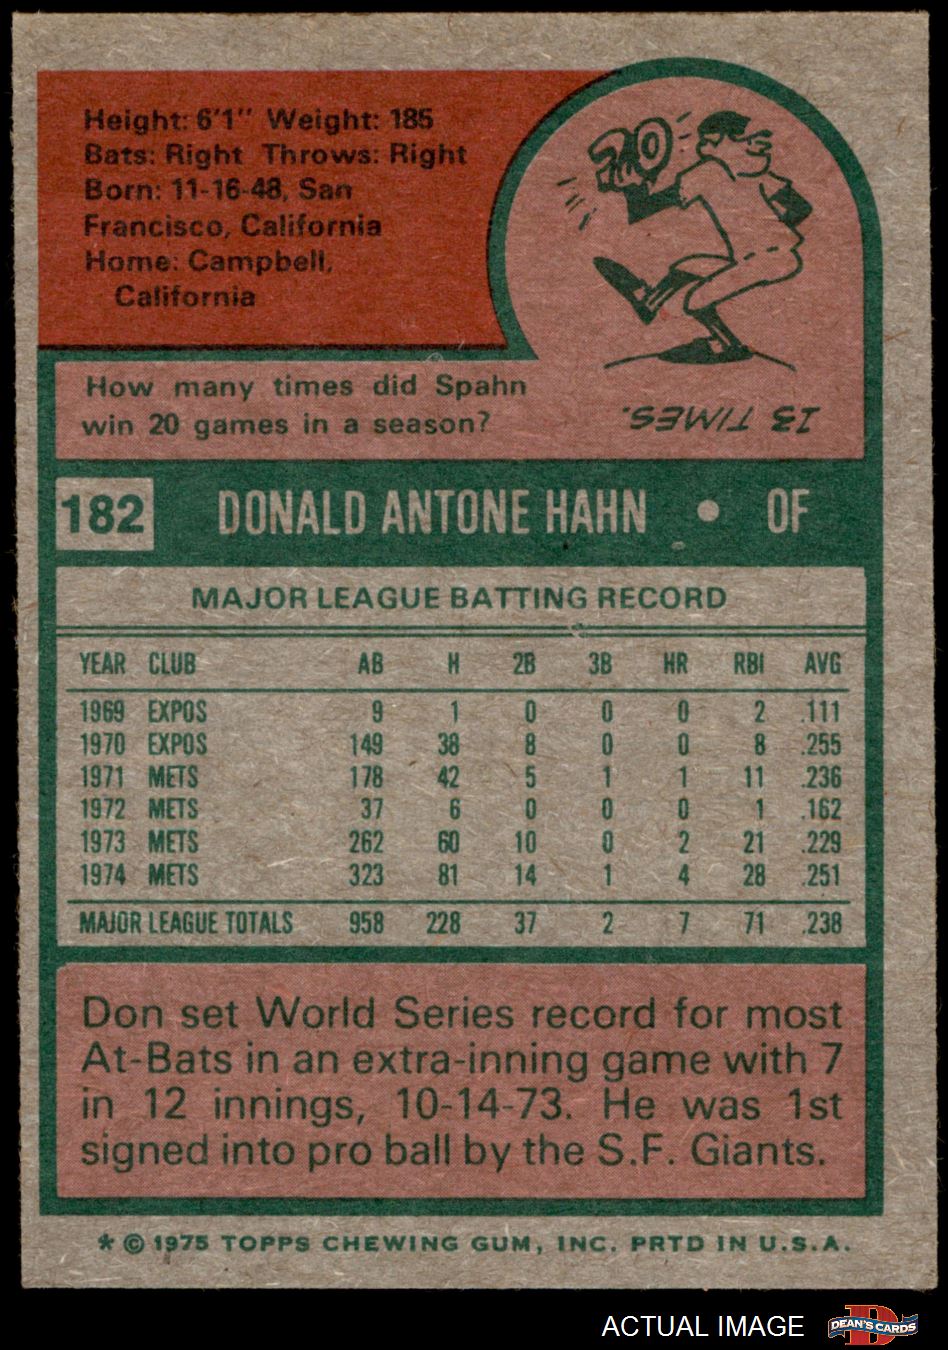 Height: 6'1" Weight: 185
Bats: Right Throws: Right
Born: 11-16-48, San
Francisco, California
Home: Campbell,
California
20
How many times did Spahn
win 20 games in a season?
13 TIMES.
182 DONALD ANTONE HAHN • OF
MAJOR LEAGUE BATTING RECORD
YEAR CLUB AB H 2B 3B HR RBI AVG
1969 EXPOS 9 1 0 0 0 2 .111
1970 EXPOS 149 38 8 0 0 8 .255
1971 METS 178 42 5 1 1 11 .236
1972 METS 37 6 0 0 0 1 .162
1973 METS 262 60 10 0 2 21 .229
1974 METS 323 81 14 1 4 28 .251
MAJOR LEAGUE TOTALS 958 228 37 2 7 71 .238
Don set World Series record for most
At-Bats in an extra-inning game with 7
in 12 innings, 10-14-73. He was 1st
signed into pro ball by the S.F. Giants.
* © 1975 TOPPS CHEWING GUM, INC. PRTD IN U.S.A.
ACTUAL IMAGE
D
DEAN'S CARDS